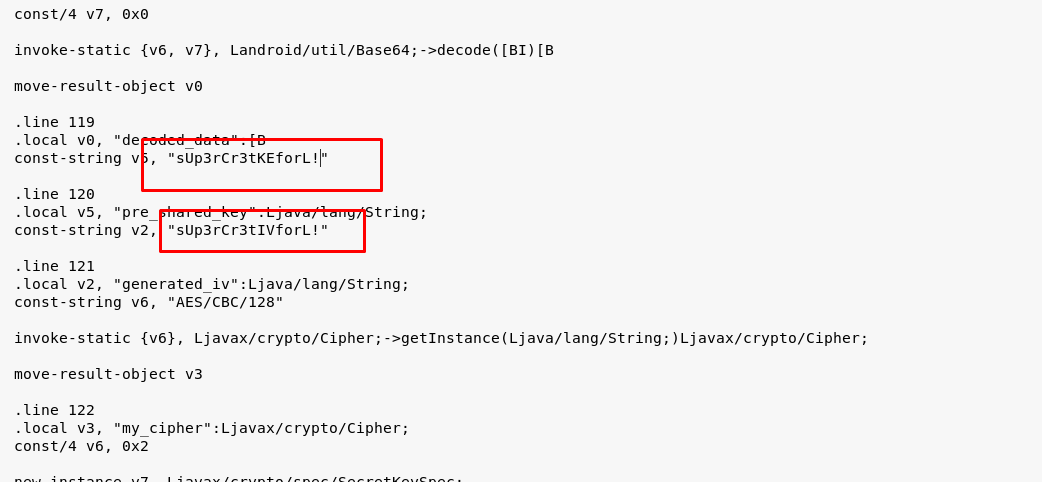 const/4 v7, 0x0
invoke-static {v6, v7}, Landroid/util/Base64;->decode([BI)[B
move-result-object v0
.line 119
.local v0, "decoded_data":[B
const-string v5, "sUp3rCr3tKEforL!"
.line 120
.local v5, "pre_shared_key":Ljava/lang/String;
const-string v2, "sUp3rCr3tIVforL!"
.line 121
.local v2, "generated_iv":Ljava/lang/String;
const-string v6, "AES/CBC/128"
invoke-static {v6}, Ljavax/crypto/Cipher;->getInstance(Ljava/lang/String;)Ljavax/crypto/Cipher;
move-result-object v3
.line 122
.local v3, "my_cipher":Ljavax/crypto/Cipher;
const/4 v6, 0x2
new-instance v7, Ljavax/crypto/spec/SecretKeySpec;